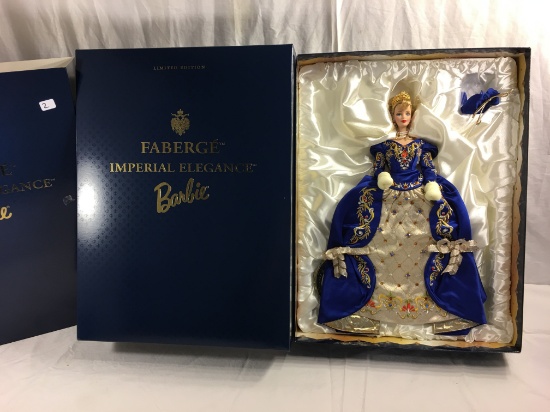 LIMITED EDITION
FABERGÉ™
IMPERIAL ELEGANCE™
Barbie
2